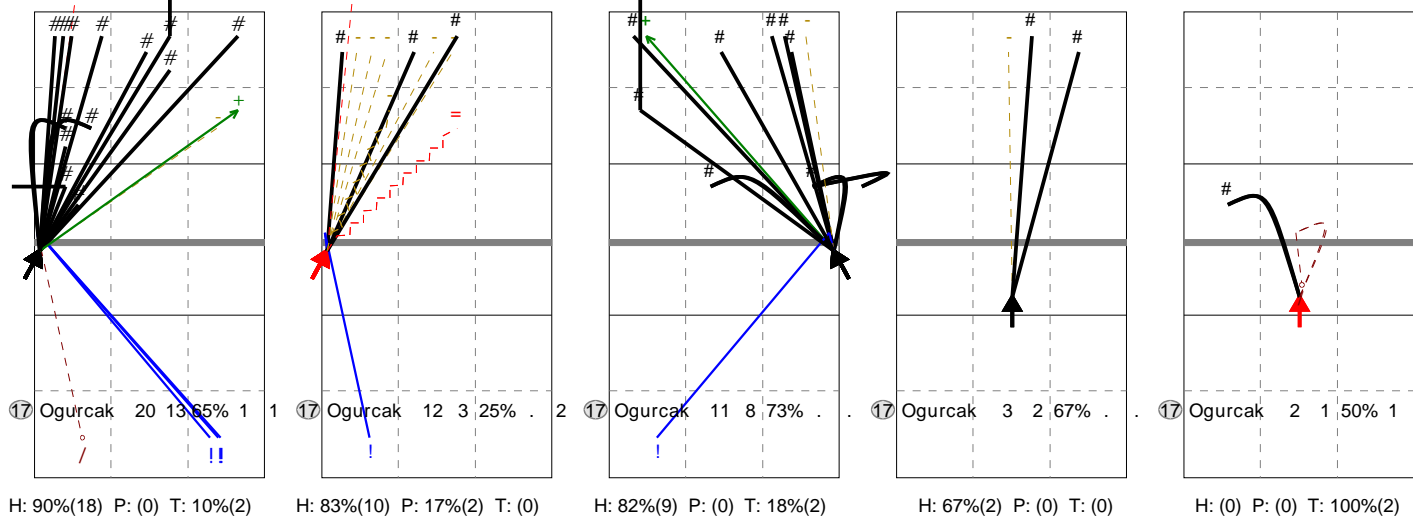 17 Ogurcak 20 13 65% 1 1
17 Ogurcak 12 3 25% . 2
17 Ogurcak 11 8 73% . .
17 Ogurcak 3 2 67% . .
17 Ogurcak 2 1 50% 1
H: 90%(18) P: (0) T: 10%(2)
H: 83%(10) P: 17%(2) T: (0)
H: 82%(9) P: (0) T: 18%(2)
H: 67%(2) P: (0) T: (0)
H: (0) P: (0) T: 100%(2)